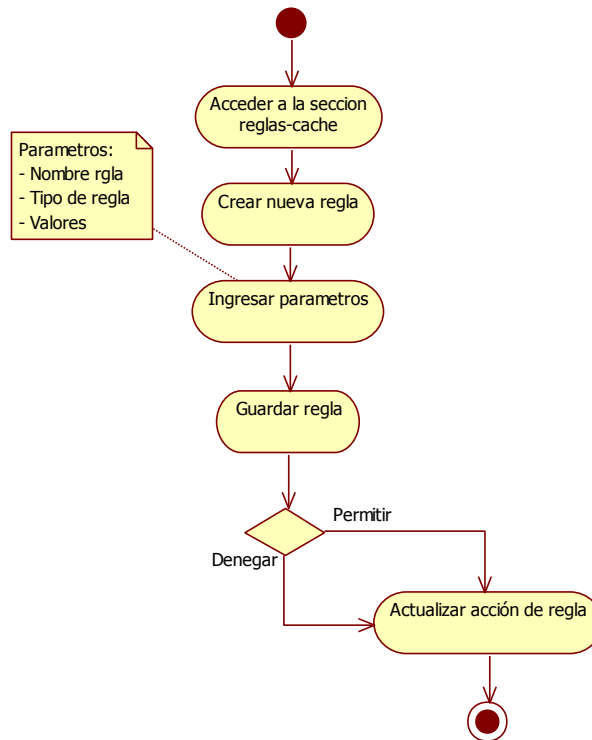 Acceder a la seccion
reglas-cache
Parametros:
- Nombre rgla
- Tipo de regla
- Valores
Crear nueva regla
Ingresar parametros
Guardar regla
Permitir
Denegar
Actualizar acción de regla